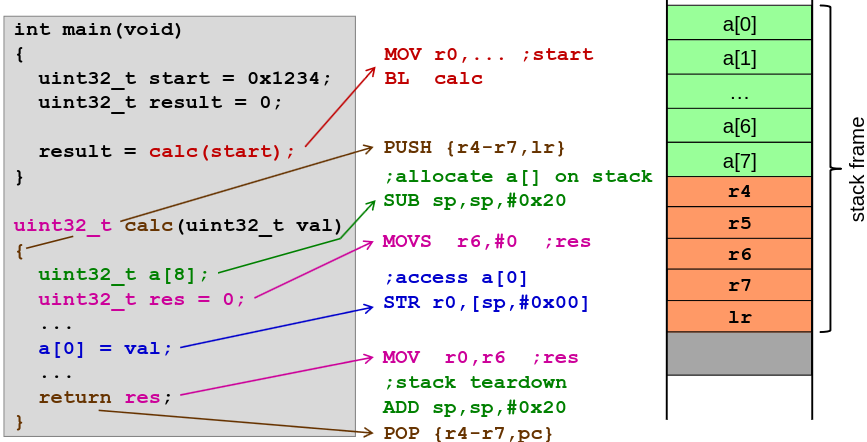 int main(void)
{
  uint32_t start = 0x1234;
  uint32_t result = 0;
  result = calc(start);
}
uint32_t calc(uint32_t val)
{
  uint32_t a[8];
  uint32_t res = 0;
  ...
  a[0] = val;
  ...
  return res;
}
MOV r0,... ;start
BL  calc
PUSH {r4-r7,lr}
;allocate a[] on stack
SUB sp,sp,#0x20
MOVS  r6,#0  ;res
;access a[0]
STR r0,[sp,#0x00]
MOV  r0,r6  ;res
;stack teardown
ADD sp,sp,#0x20
POP {r4-r7,pc}
a[0]
a[1]
...
a[6]
a[7]
r4
r5
r6
r7
lr
stack frame